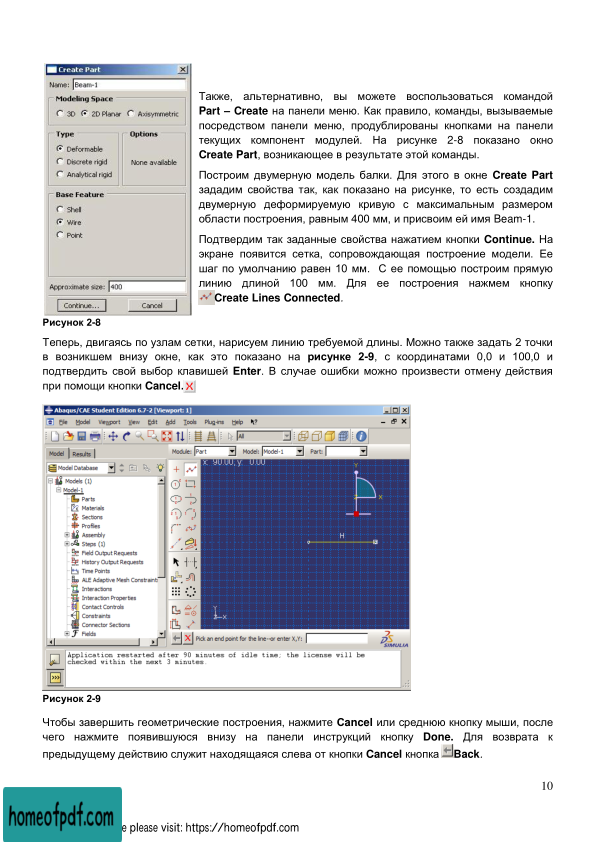 Create Part
Name: Beam-1
Modeling Space
3D 2D Planar Axisymmetric
Type
Options
Deformable
Discrete rigid
Analytical rigid
None available
Base Feature
Shell
Wire
Point
Approximate size: 400
Continue... Cancel
Рисунок 2-8
Также, альтернативно, вы можете воспользоваться командой
Part – Create на панели меню. Как правило, команды, вызываемые
посредством панели меню, продублированы кнопками на панели
текущих компонент модулей. На рисунке 2-8 показано окно
Create Part, возникающее в результате этой команды.
Построим двумерную модель балки. Для этого в окне Create Part
зададим свойства так, как показано на рисунке, то есть создадим
двумерную деформируемую кривую с максимальным размером
области построения, равным 400 мм, и присвоим ей имя Beam-1.
Подтвердим так заданные свойства нажатием кнопки Continue. На
экране появится сетка, сопровождающая построение модели. Ее
шаг по умолчанию равен 10 мм. С ее помощью построим прямую
линию длиной 100 мм. Для ее построения нажмем кнопку
Create Lines Connected.
Теперь, двигаясь по узлам сетки, нарисуем линию требуемой длины. Можно также задать 2 точки
в возникшем внизу окне, как это показано на рисунке 2-9, с координатами 0,0 и 100,0 и
подтвердить свой выбор клавишей Enter. В случае ошибки можно произвести отмену действия
при помощи кнопки Cancel.
Abaqus/CAE Student Edition 6.7-2 [Viewport: 1]
File Model Viewport View Edit Add Tools Plug-ins Help
All
Model Results
Module: Part Model: Model-1 Part:
Model Database
Models (1)
Model-1
Parts
Materials
Sections
Profiles
Assembly
Steps (1)
Field Output Requests
History Output Requests
Time Points
ALE Adaptive Mesh Constraint
Interactions
Interaction Properties
Contact Controls
Constraints
Connector Sections
Fields
X: 90.00,y: 0.00
Y
Z
X
H
Y
X
Pick an end point for the line--or enter X,Y:
SIMULIA
Application restarted after 90 minutes of idle time; the license will be
checked within the next 3 minutes.
Рисунок 2-9
Чтобы завершить геометрические построения, нажмите Cancel или среднюю кнопку мыши, после
чего нажмите появившуюся внизу на панели инструкций кнопку Done. Для возврата к
предыдущему действию служит находящаяся слева от кнопки Cancel кнопка Back.
10
homeofpdf.com
e please visit: https://homeofpdf.com